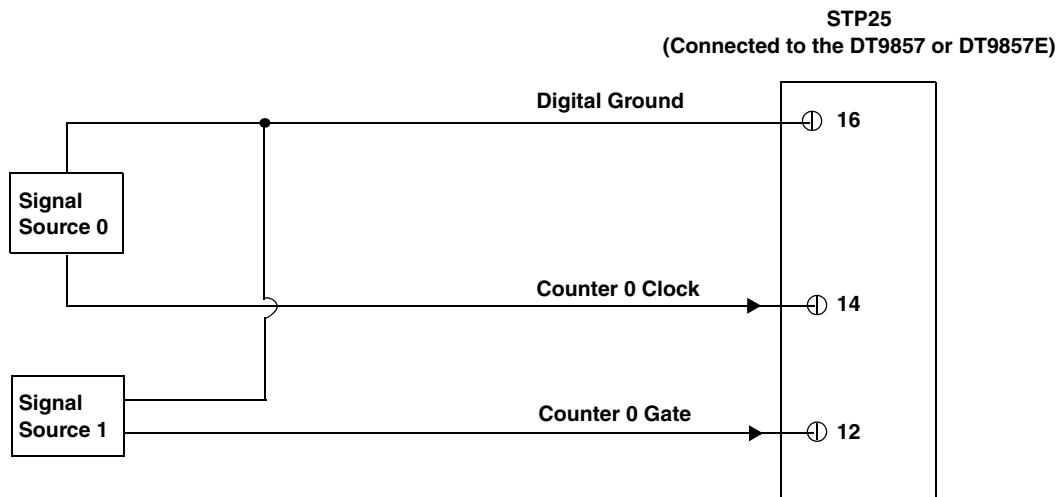 STP25
(Connected to the DT9857 or DT9857E)
Digital Ground
16
Signal
Source 0
Counter 0 Clock
14
Signal
Source 1
Counter 0 Gate
12